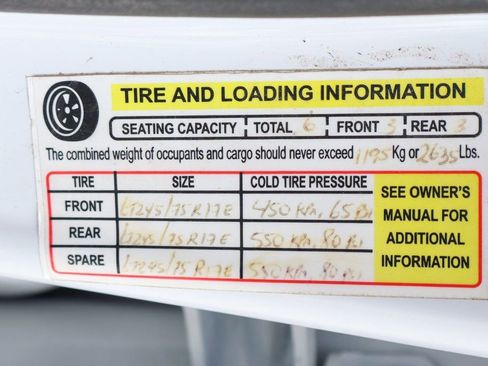 TIRE AND LOADING INFORMATION
SEATING CAPACITY TOTAL 6 FRONT 3 REAR 3
The combined weight of occupants and cargo should never exceed 1195 Kg or 2635 Lbs.
TIRE SIZE COLD TIRE PRESSURE
FRONT LT245/75R17E 450 KPa, 65 Psi
REAR LT245/75R17E 550 KPa, 80 Psi
SPARE LT245/75R17E 550 KPa, 80 Psi
SEE OWNER'S
MANUAL FOR
ADDITIONAL
INFORMATION